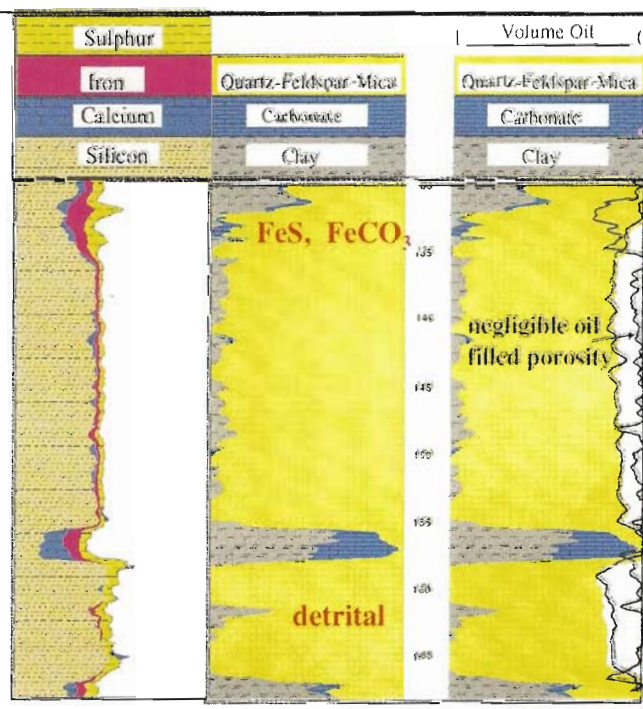 Sulphur
Iron
Calcium
Silicon
Quartz-Feldspar-Mica
Carbonate
Clay
Volume Oil
Quartz-Feldspar-Mica
Carbonate
Clay
FeS, FeCO₃
135
140
145
150
155
160
165
negligible oil
filled porosity
detrital